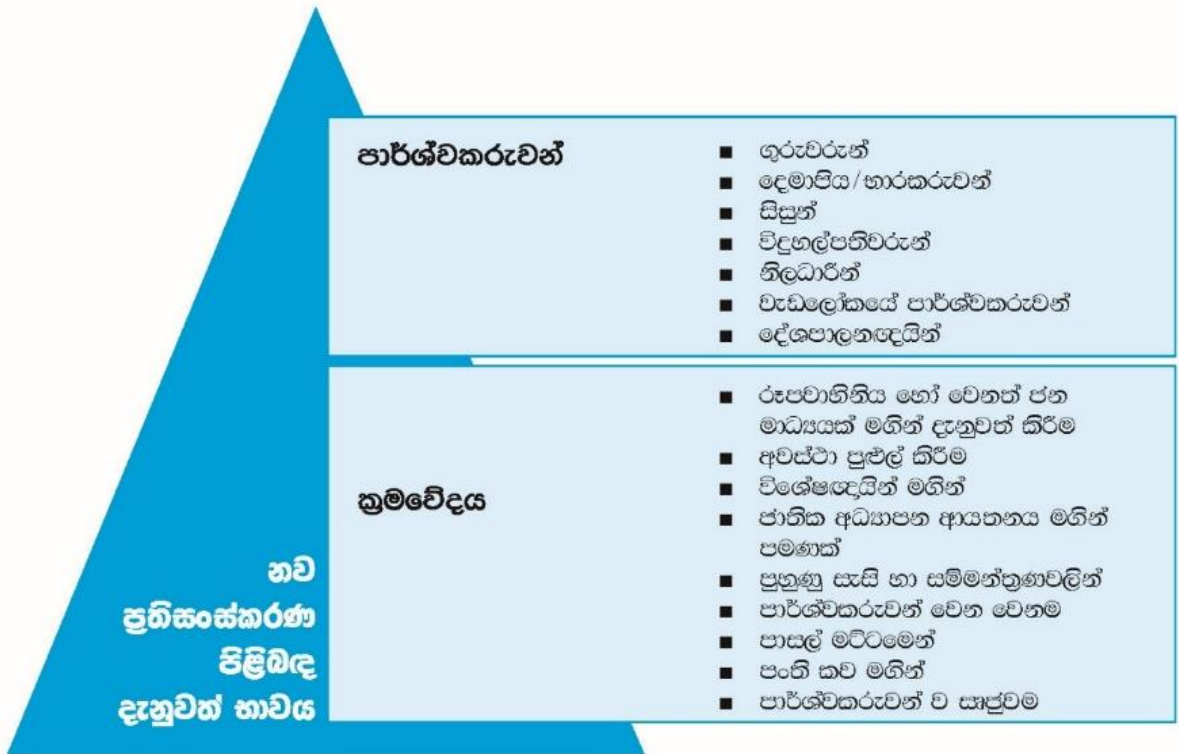 පාර්ශ්වකරුවන්
■ ගුරුවරුන්
■ දෙමාපිය/භාරකරුවන්
■ සිසුන්
■ විදුහල්පතිවරුන්
■ නිලධාරීන්
■ වැඩලෝකයේ පාර්ශ්වකරුවන්
■ දේශපාලනඥයින්
ක්‍රමවේදය
■ රූපවාහිනිය හෝ වෙනත් ජන
මාධ්‍යයක් මගින් දැනුවත් කිරීම
■ අවස්ථා පුළුල් කිරීම
■ විශේෂඥයින් මගින්
■ ජාතික අධ්‍යාපන ආයතනය මගින්
පමණක්
■ පුහුණු සැසි හා සම්මන්ත්‍රණවලින්
■ පාර්ශ්වකරුවන් වෙන වෙනම
■ පාසල් මට්ටමෙන්
■ පංති කව මගින්
■ පාර්ශ්වකරුවන් ව සෘජුවම
නව
ප්‍රතිසංස්කරණ
පිළිබඳ
දැනුවත් භාවය